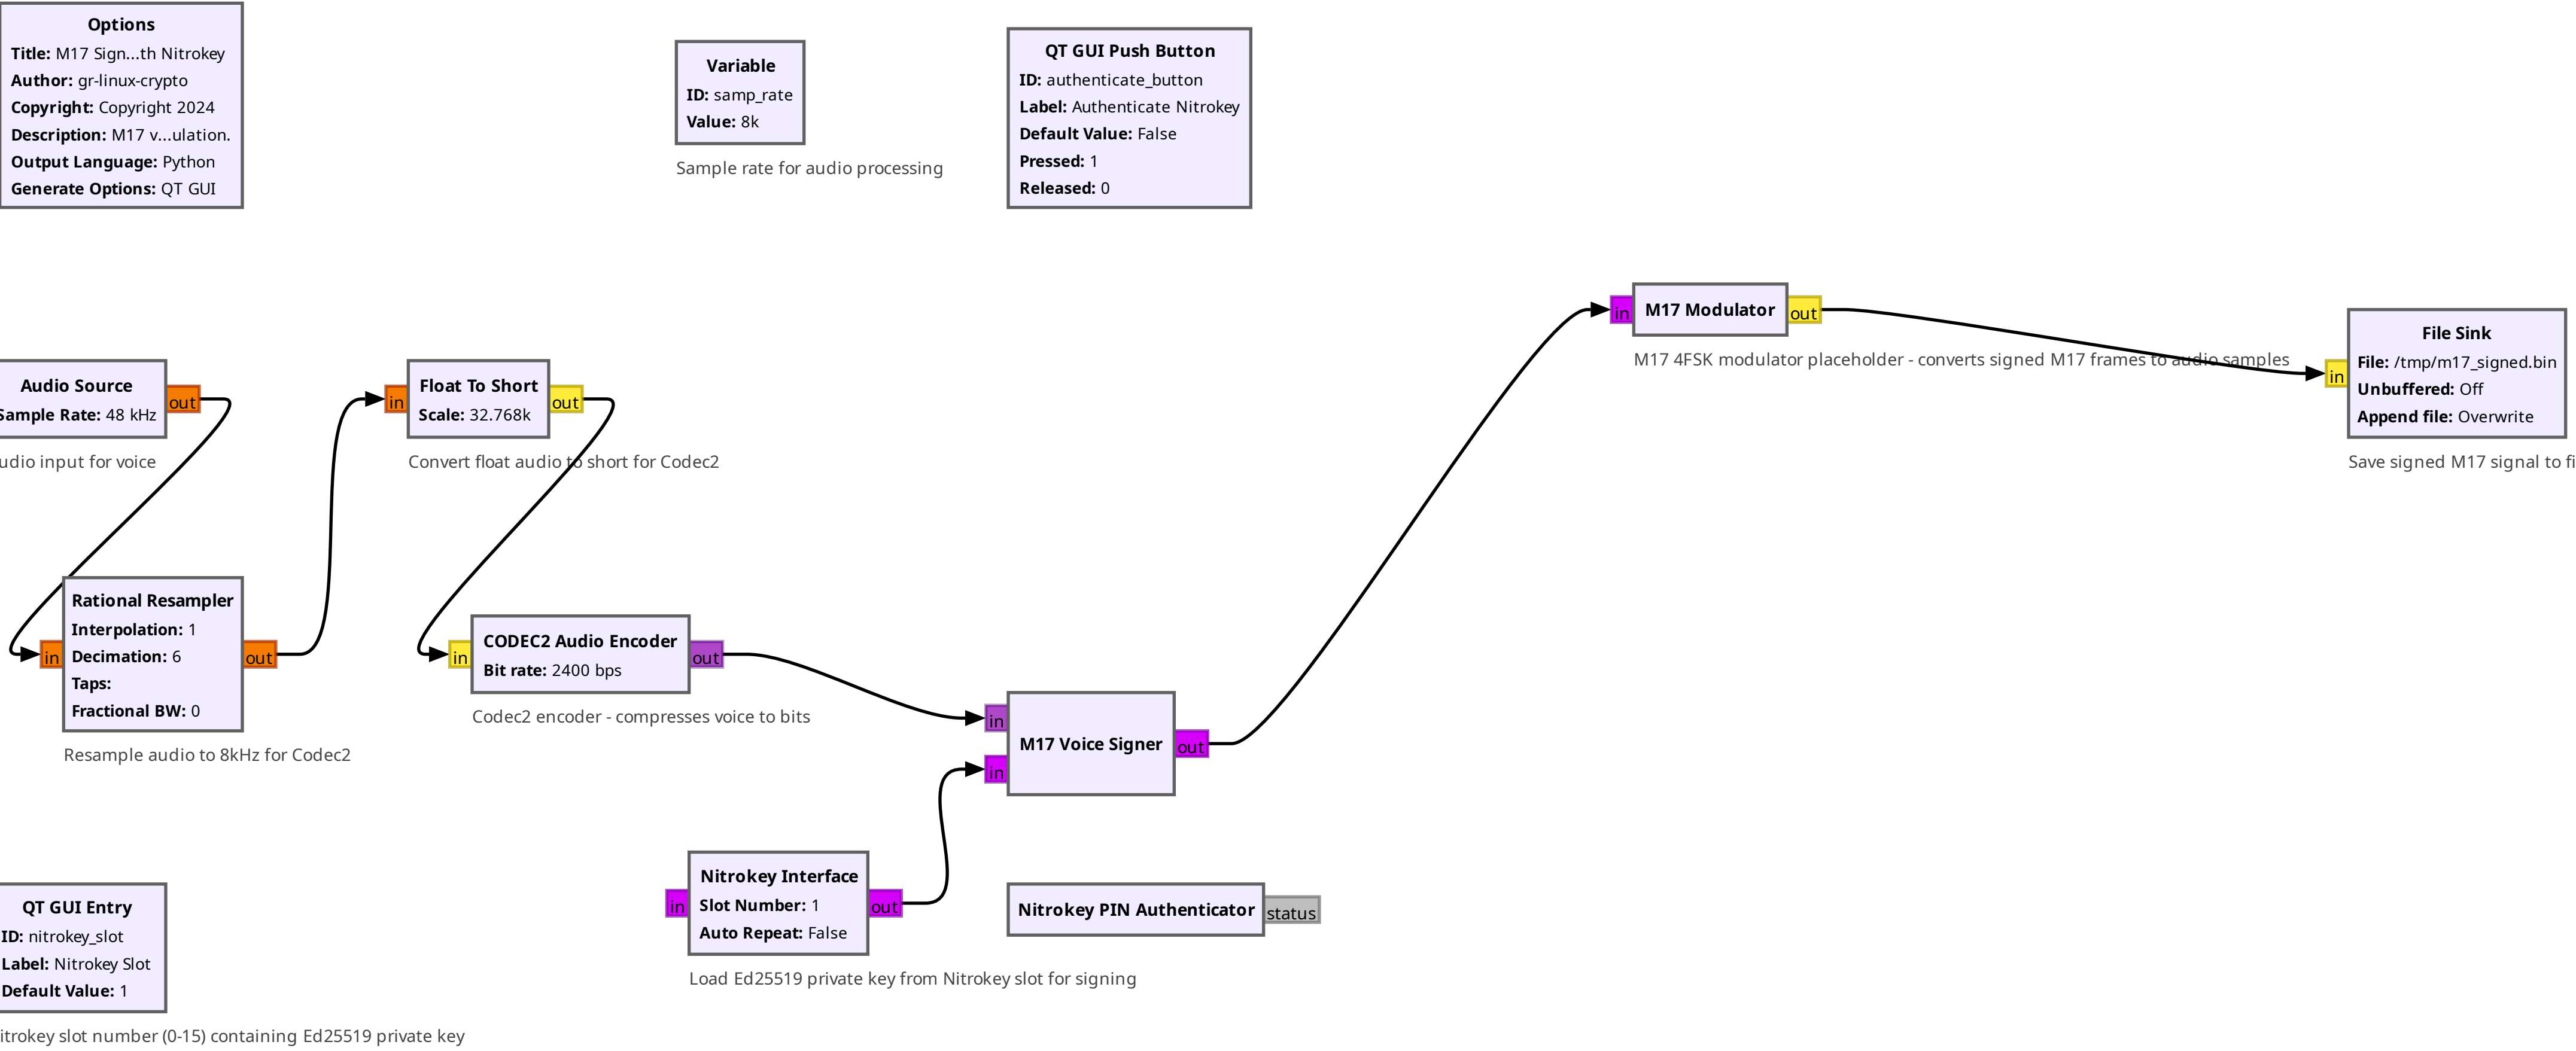 Options
Title: M17 Sign...th Nitrokey
Author: gr-linux-crypto
Copyright: Copyright 2024
Description: M17 v...ulation.
Output Language: Python
Generate Options: QT GUI
Variable
ID: samp_rate
Value: 8k
Sample rate for audio processing
QT GUI Push Button
ID: authenticate_button
Label: Authenticate Nitrokey
Default Value: False
Pressed: 1
Released: 0
Audio Source
Sample Rate: 48 kHz
out
udio input for voice
in
Float To Short
Scale: 32.768k
out
Convert float audio to short for Codec2
in
M17 Modulator
out
M17 4FSK modulator placeholder - converts signed M17 frames to audio samples
in
File Sink
File: /tmp/m17_signed.bin
Unbuffered: Off
Append file: Overwrite
Save signed M17 signal to fi
in
Rational Resampler
Interpolation: 1
Decimation: 6
Taps:
Fractional BW: 0
out
Resample audio to 8kHz for Codec2
in
CODEC2 Audio Encoder
Bit rate: 2400 bps
out
Codec2 encoder - compresses voice to bits
in
in
M17 Voice Signer
out
in
Nitrokey Interface
Slot Number: 1
Auto Repeat: False
out
Load Ed25519 private key from Nitrokey slot for signing
Nitrokey PIN Authenticator
status
QT GUI Entry
ID: nitrokey_slot
Label: Nitrokey Slot
Default Value: 1
itrokey slot number (0-15) containing Ed25519 private key